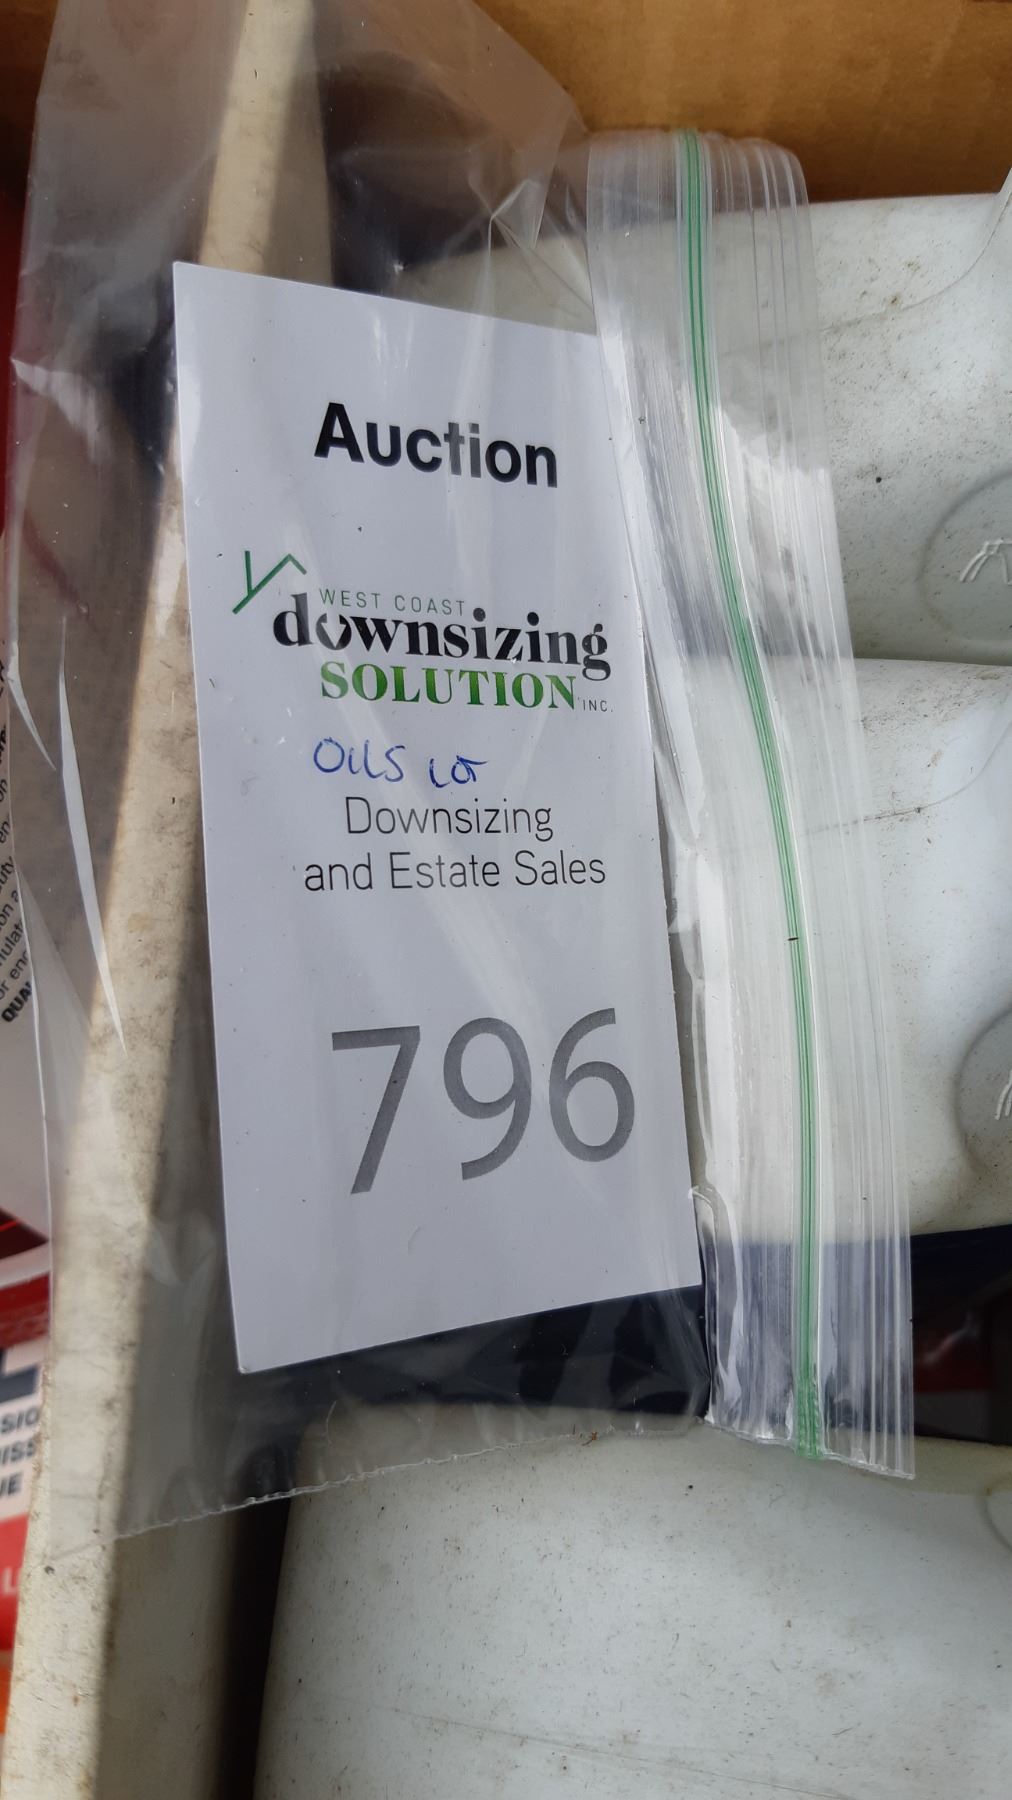 Auction
WEST COAST
downsizing
SOLUTION INC.
OILS LOT
Downsizing
and Estate Sales
796